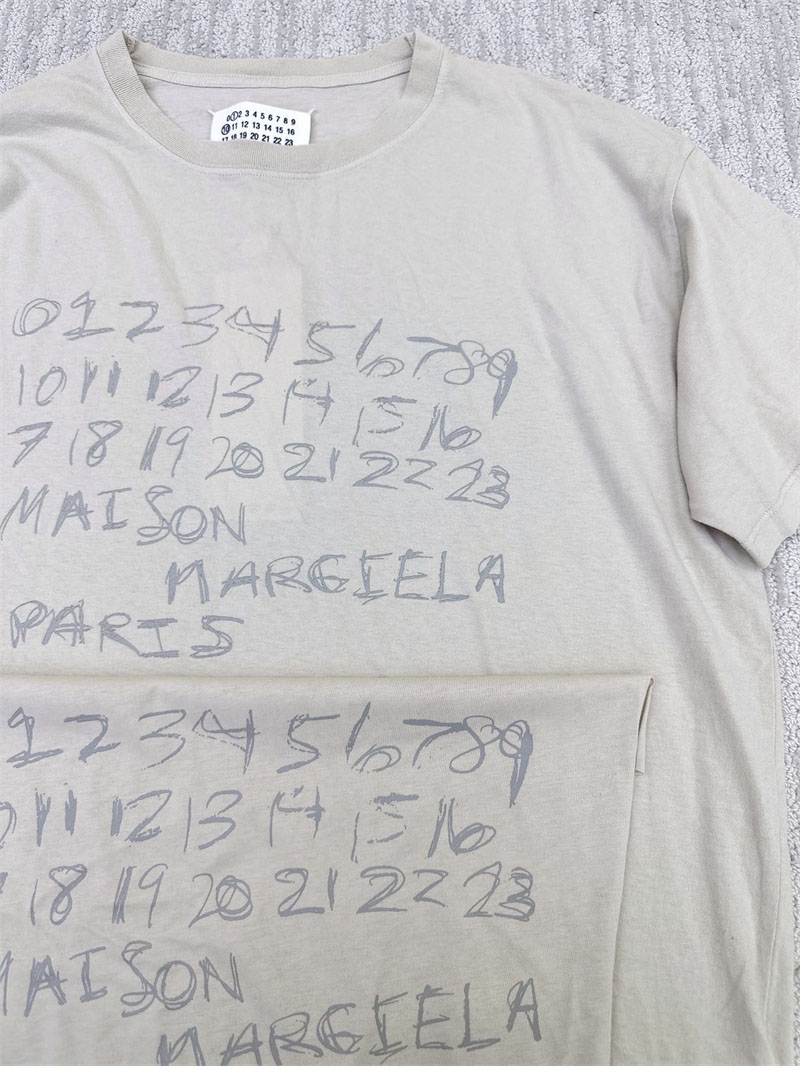 0 1 2 3 4 5 6 7 8 9
10 11 12 13 14 15 16
17 18 19 20 21 22 23
0 1 2 3 4 5 6 7 8 9
10 11 12 13 14 15 16
7 18 19 20 21 22 23
MAISON
MARGIELA
PARIS
1 2 3 4 5 6 7 8 9
11 12 13 14 15 16
18 19 20 21 22 23
MAISON
MARGIELA